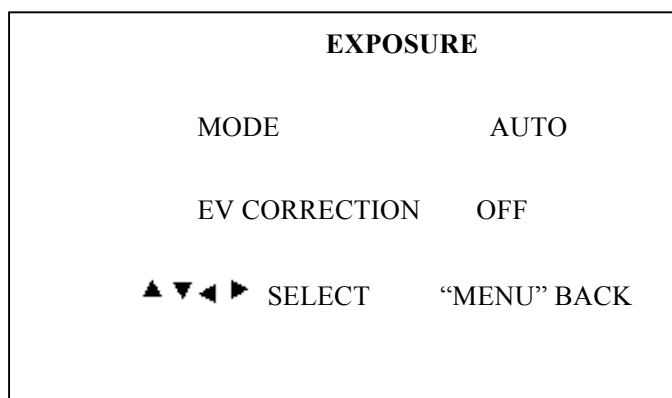 EXPOSURE
MODE AUTO
EV CORRECTION OFF
▲ ▼ ◀ ▶ SELECT “MENU” BACK